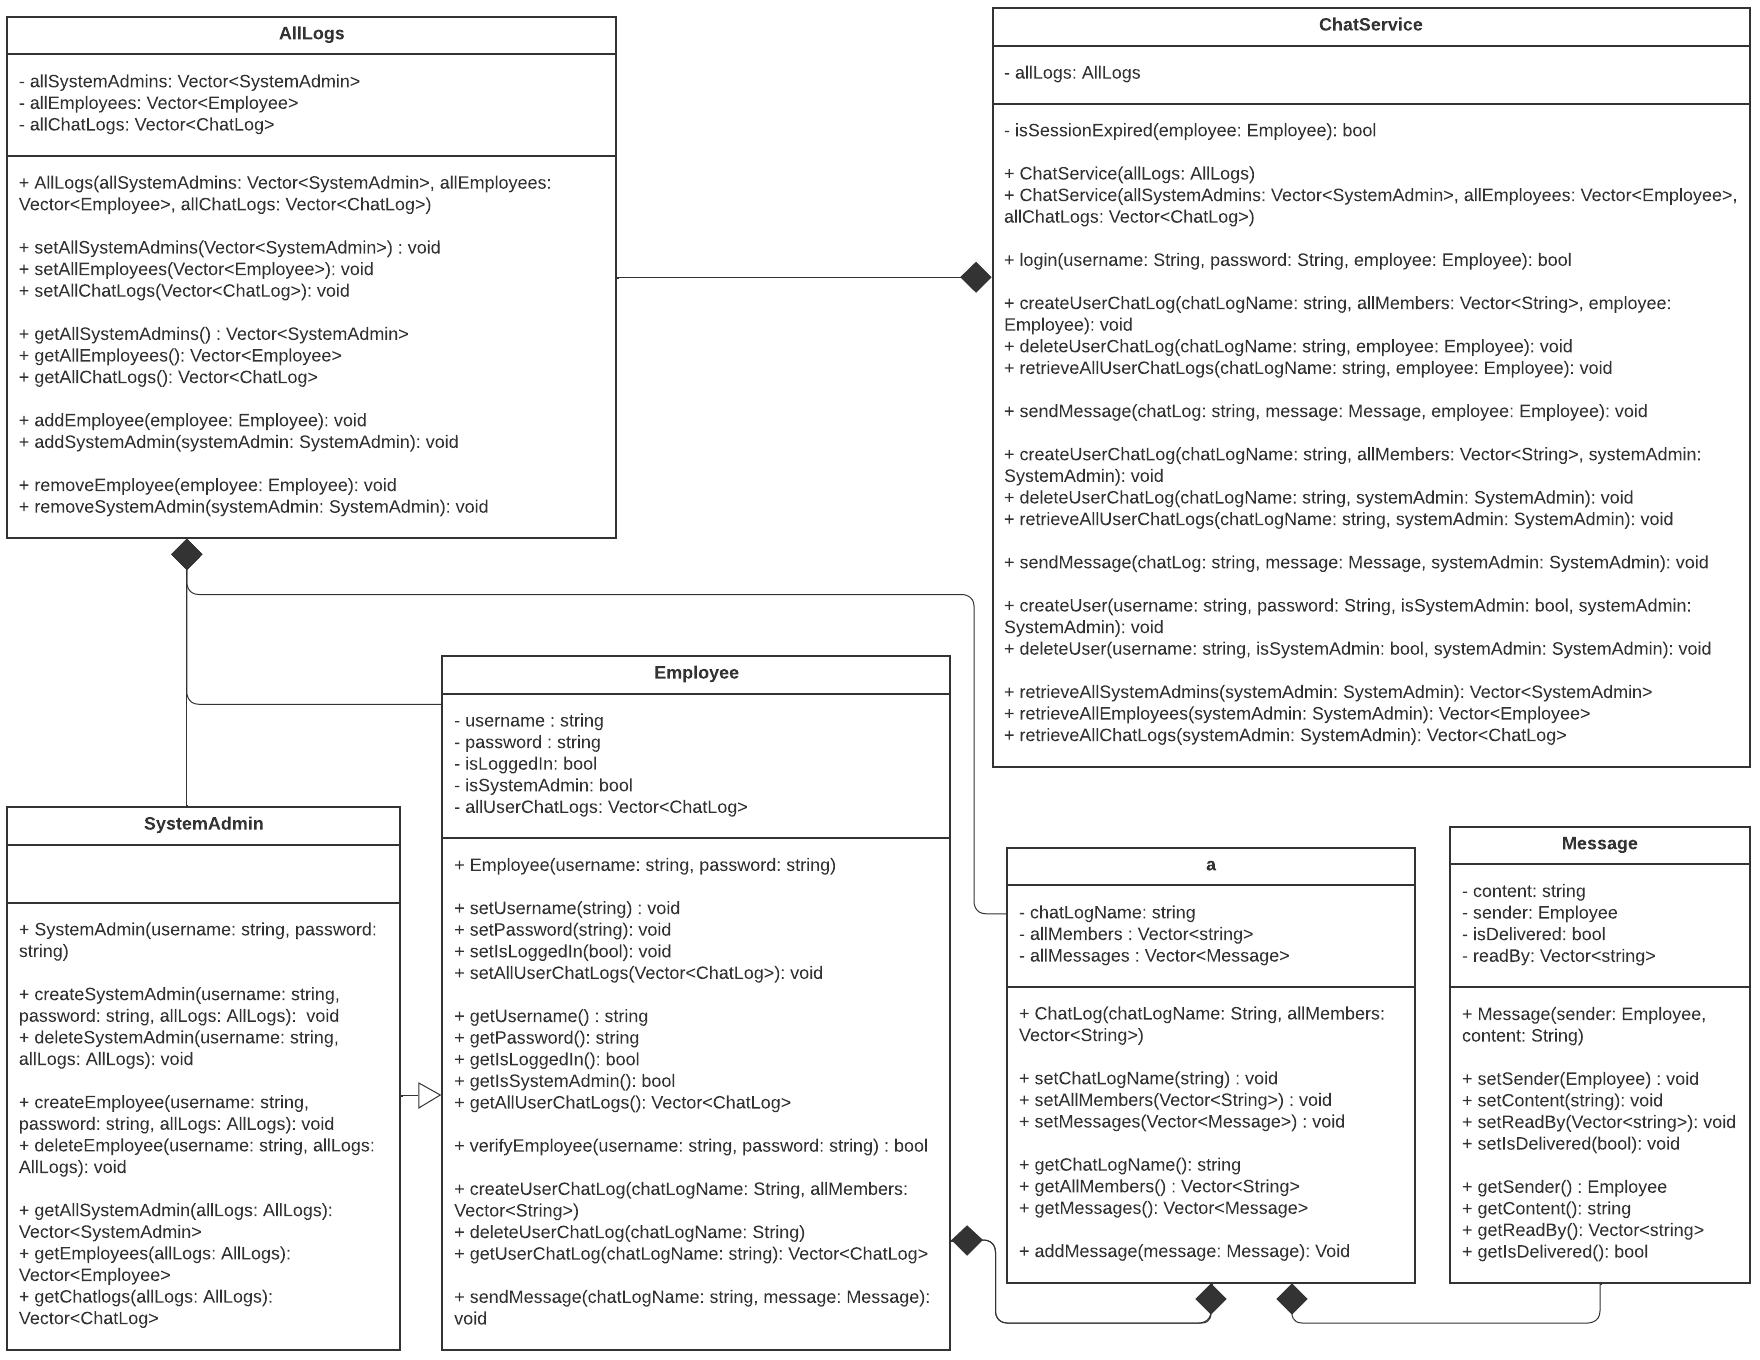 AllLogs
- allSystemAdmins: Vector<SystemAdmin>
- allEmployees: Vector<Employee>
- allChatLogs: Vector<ChatLog>
+ AllLogs(allSystemAdmins: Vector<SystemAdmin>, allEmployees:
Vector<Employee>, allChatLogs: Vector<ChatLog>)
+ setAllSystemAdmins(Vector<SystemAdmin>) : void
+ setAllEmployees(Vector<Employee>): void
+ setAllChatLogs(Vector<ChatLog>): void
+ getAllSystemAdmins() : Vector<SystemAdmin>
+ getAllEmployees(): Vector<Employee>
+ getAllChatLogs(): Vector<ChatLog>
+ addEmployee(employee: Employee): void
+ addSystemAdmin(systemAdmin: SystemAdmin): void
+ removeEmployee(employee: Employee): void
+ removeSystemAdmin(systemAdmin: SystemAdmin): void
ChatService
- allLogs: AllLogs
- isSessionExpired(employee: Employee): bool
+ ChatService(allLogs: AllLogs)
+ ChatService(allSystemAdmins: Vector<SystemAdmin>, allEmployees: Vector<Employee>,
allChatLogs: Vector<ChatLog>)
+ login(username: String, password: String, employee: Employee): bool
+ createUserChatLog(chatLogName: string, allMembers: Vector<String>, employee:
Employee): void
+ deleteUserChatLog(chatLogName: string, employee: Employee): void
+ retrieveAllUserChatLogs(chatLogName: string, employee: Employee): void
+ sendMessage(chatLog: string, message: Message, employee: Employee): void
+ createUserChatLog(chatLogName: string, allMembers: Vector<String>, systemAdmin:
SystemAdmin): void
+ deleteUserChatLog(chatLogName: string, systemAdmin: SystemAdmin): void
+ retrieveAllUserChatLogs(chatLogName: string, systemAdmin: SystemAdmin): void
+ sendMessage(chatLog: string, message: Message, systemAdmin: SystemAdmin): void
+ createUser(username: string, password: String, isSystemAdmin: bool, systemAdmin:
SystemAdmin): void
+ deleteUser(username: string, isSystemAdmin: bool, systemAdmin: SystemAdmin): void
+ retrieveAllSystemAdmins(systemAdmin: SystemAdmin): Vector<SystemAdmin>
+ retrieveAllEmployees(systemAdmin: SystemAdmin): Vector<Employee>
+ retrieveAllChatLogs(systemAdmin: SystemAdmin): Vector<ChatLog>
SystemAdmin
+ SystemAdmin(username: string, password:
string)
+ createSystemAdmin(username: string,
password: string, allLogs: AllLogs):  void
+ deleteSystemAdmin(username: string,
allLogs: AllLogs): void
+ createEmployee(username: string,
password: string, allLogs: AllLogs): void
+ deleteEmployee(username: string, allLogs:
AllLogs): void
+ getAllSystemAdmin(allLogs: AllLogs):
Vector<SystemAdmin>
+ getEmployees(allLogs: AllLogs):
Vector<Employee>
+ getChatlogs(allLogs: AllLogs):
Vector<ChatLog>
Employee
- username : string
- password : string
- isLoggedIn: bool
- isSystemAdmin: bool
- allUserChatLogs: Vector<ChatLog>
+ Employee(username: string, password: string)
+ setUsername(string) : void
+ setPassword(string): void
+ setIsLoggedIn(bool): void
+ setAllUserChatLogs(Vector<ChatLog>): void
+ getUsername() : string
+ getPassword(): string
+ getIsLoggedIn(): bool
+ getIsSystemAdmin(): bool
+ getAllUserChatLogs(): Vector<ChatLog>
+ verifyEmployee(username: string, password: string) : bool
+ createUserChatLog(chatLogName: String, allMembers:
Vector<String>)
+ deleteUserChatLog(chatLogName: String)
+ getUserChatLog(chatLogName: string): Vector<ChatLog>
+ sendMessage(chatLogName: string, message: Message):
void
a
- chatLogName: string
- allMembers : Vector<string>
- allMessages : Vector<Message>
+ ChatLog(chatLogName: String, allMembers:
Vector<String>)
+ setChatLogName(string) : void
+ setAllMembers(Vector<String>) : void
+ setMessages(Vector<Message>) : void
+ getChatLogName(): string
+ getAllMembers() : Vector<String>
+ getMessages(): Vector<Message>
+ addMessage(message: Message): Void
Message
- content: string
- sender: Employee
- isDelivered: bool
- readBy: Vector<string>
+ Message(sender: Employee,
content: String)
+ setSender(Employee) : void
+ setContent(string): void
+ setReadBy(Vector<string>): void
+ setIsDelivered(bool): void
+ getSender() : Employee
+ getContent(): string
+ getReadBy(): Vector<string>
+ getIsDelivered(): bool